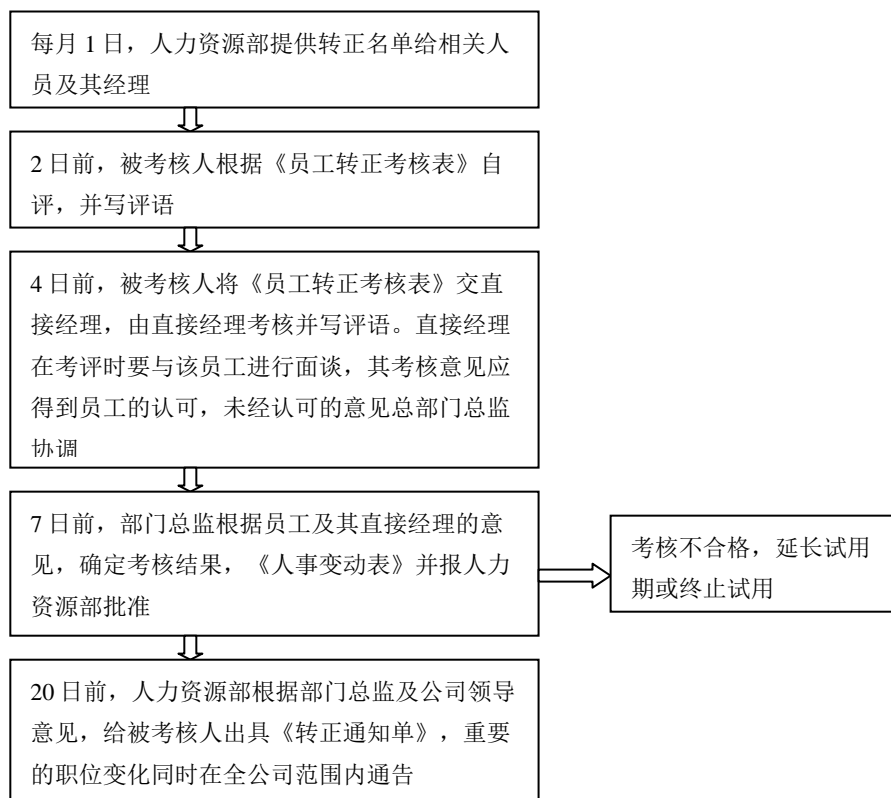 每月 1 日，人力资源部提供转正名单给相关人
员及其经理
2 日前，被考核人根据《员工转正考核表》自
评，并写评语
4 日前，被考核人将《员工转正考核表》交直
接经理，由直接经理考核并写评语。直接经理
在考评时要与该员工进行面谈，其考核意见应
得到员工的认可，未经认可的意见总部门总监
协调
7 日前，部门总监根据员工及其直接经理的意
见，确定考核结果，《人事变动表》并报人力
资源部批准
考核不合格，延长试用
期或终止试用
20 日前，人力资源部根据部门总监及公司领导
意见，给被考核人出具《转正通知单》，重要
的职位变化同时在全公司范围内通告